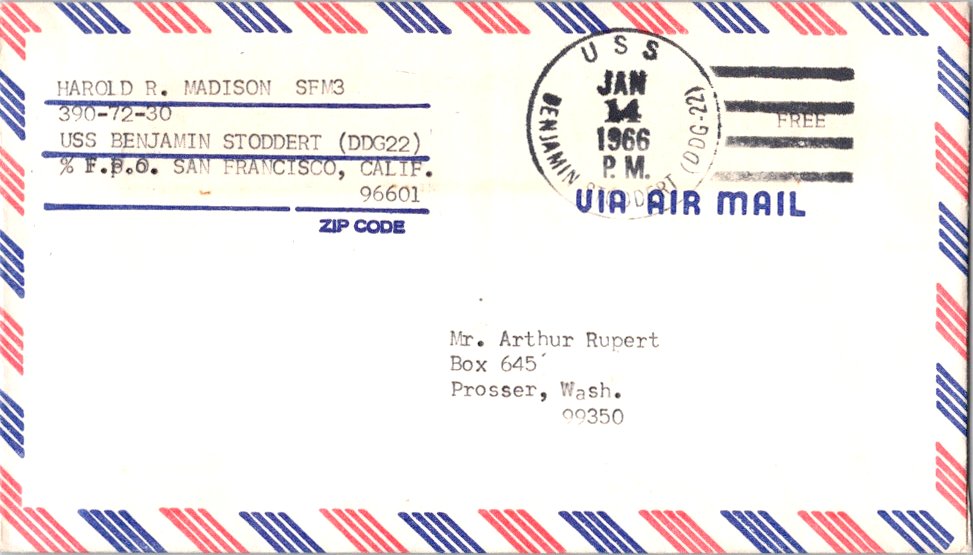 HAROLD R. MADISON SFM3
390-72-30
USS BENJAMIN STODDERT (DDG22)
% F.P.O. SAN FRANCISCO, CALIF.
96601
ZIP CODE
USS
BENJAMIN STODDERT (DDG-22)
JAN
14
1966
P.M.
FREE
VIA AIR MAIL
Mr. Arthur Rupert
Box 645
Prosser, Wash.
99350